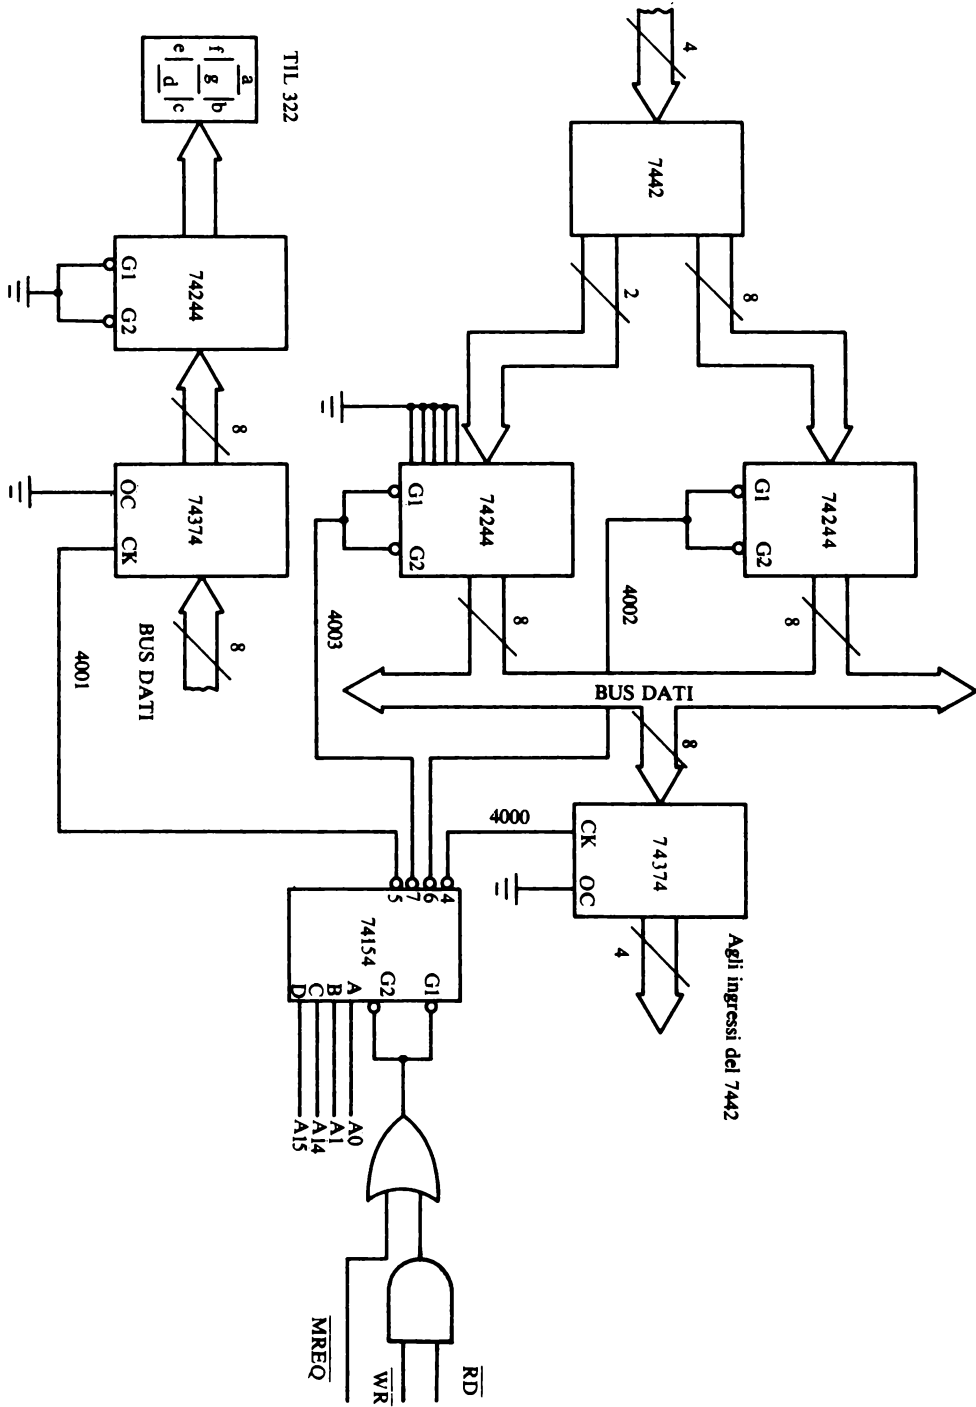 4
7442
2
8
TIL 322
a
f
b
g
e
c
d
74244
G1
G2
8
74374
OC
CK
8
BUS DATI
4001
74244
G1
G2
8
4003
74244
G1
G2
8
4002
BUS DATI
8
4000
74374
CK
OC
4
Agli ingressi del 7442
74154
5
7
6
4
G2
G1
D
C
B
A
A15
A14
A1
A0
MREQ
WR
RD